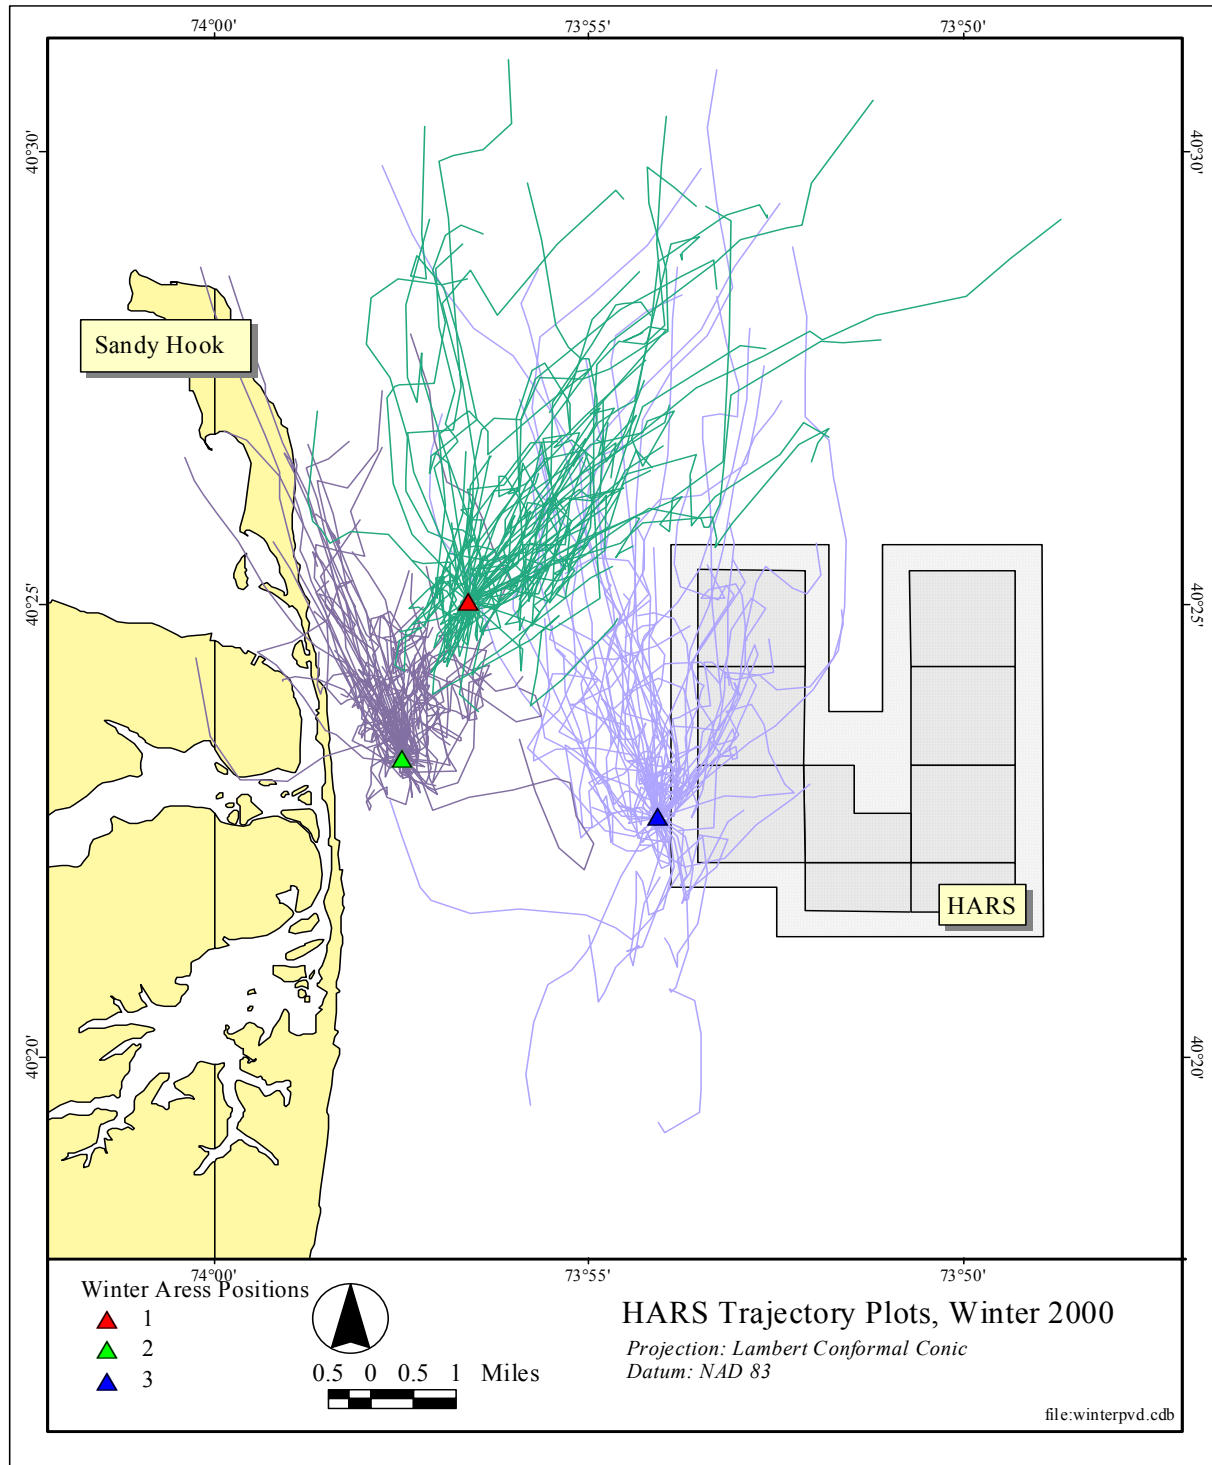 74°00' 73°55' 73°50'
40°30' 40°30'
Sandy Hook
40°25' 40°25'
HARS
40°20' 40°20'
74°00' 73°55' 73°50'
Winter Aress Positions
1
2
3
0.5 0 0.5 1 Miles
HARS Trajectory Plots, Winter 2000
Projection: Lambert Conformal Conic
Datum: NAD 83
file:winterpvd.cdb